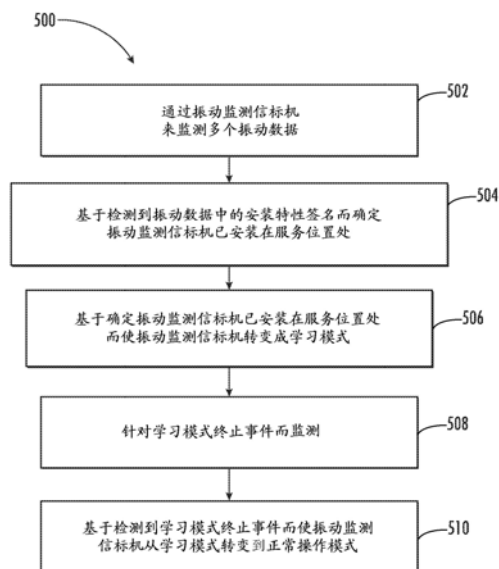 500
通过振动监测信标机
来监测多个振动数据
502
基于检测到振动数据中的安装特性签名而确定
振动监测信标机已安装在服务位置处
504
基于确定振动监测信标机已安装在服务位置处
而使振动监测信标机转变成学习模式
506
针对学习模式终止事件而监测
508
基于检测到学习模式终止事件而使振动监测
信标机从学习模式转变到正常操作模式
510